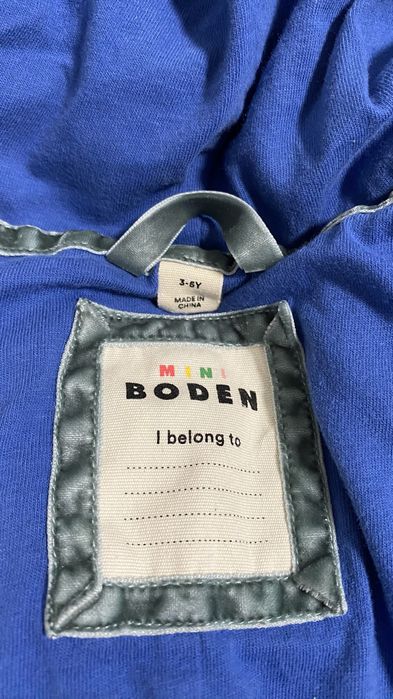 3-6Y
MADE IN
CHINA
MINI
BODEN
I belong to